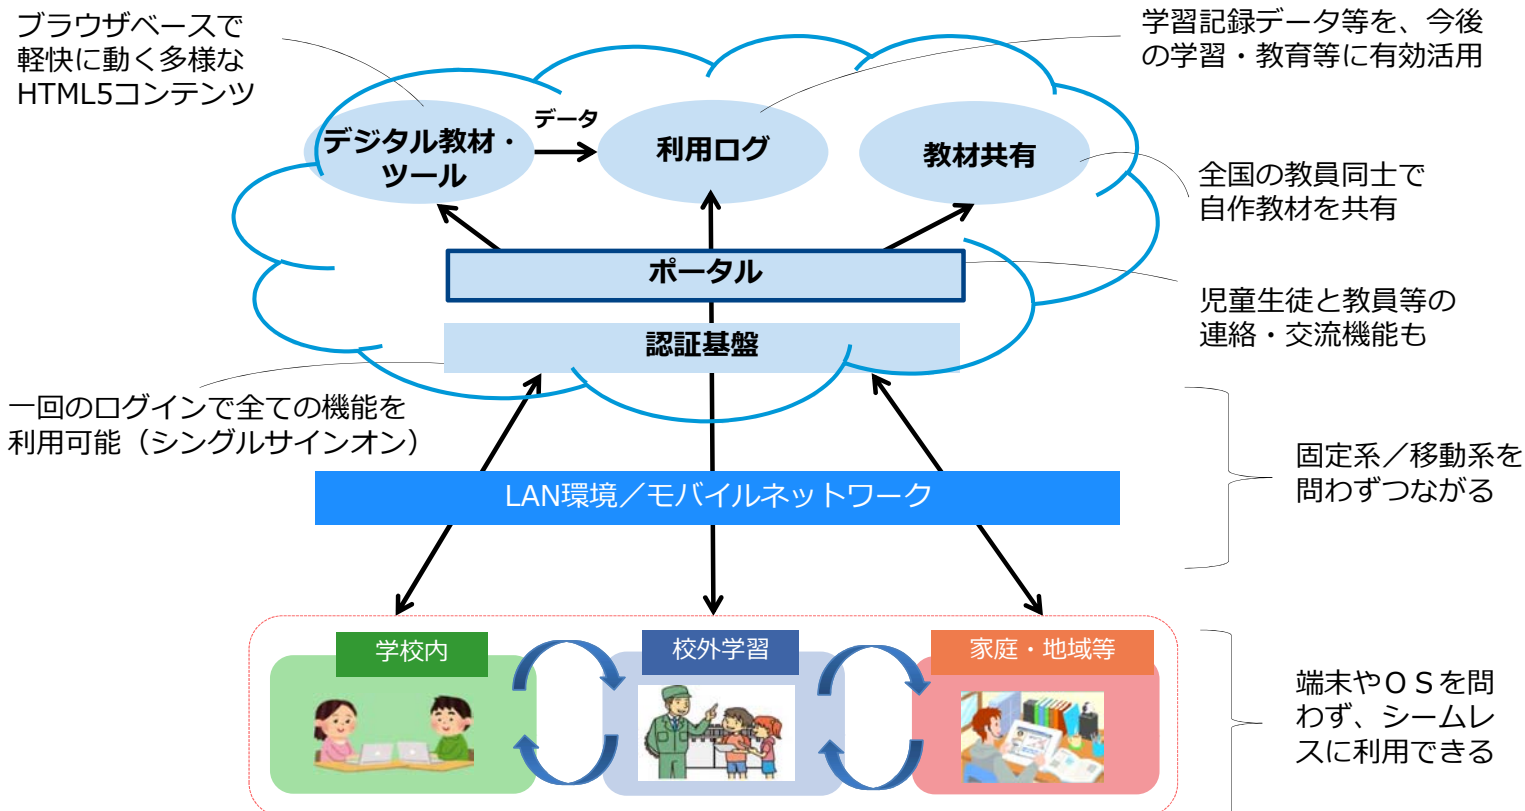 ブラウザベースで
軽快に動く多様な
HTML5コンテンツ
学習記録データ等を、今後
の学習・教育等に有効活用
デジタル教材・
ツール
データ
利用ログ
教材共有
全国の教員同士で
自作教材を共有
ポータル
児童生徒と教員等の
連絡・交流機能も
認証基盤
一回のログインで全ての機能を
利用可能（シングルサインオン）
LAN環境／モバイルネットワーク
固定系／移動系を
問わずつながる
学校内
校外学習
家庭・地域等
端末やＯＳを問
わず、シームレ
スに利用できる